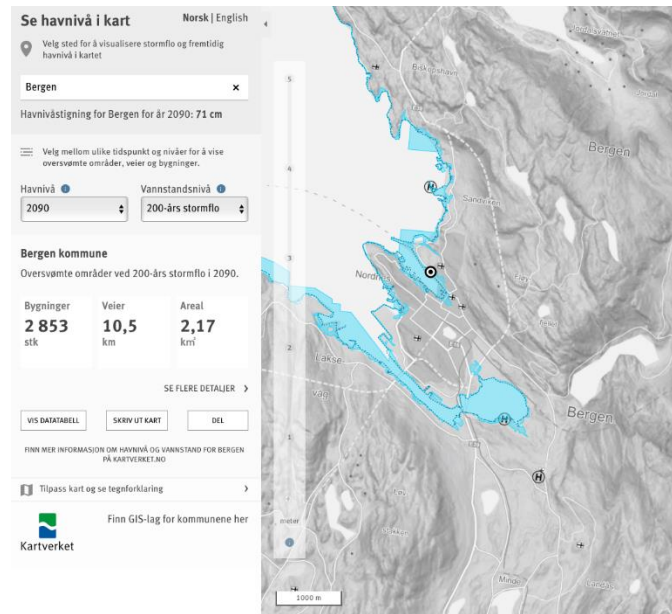 Se havnivå i kart
Norsk | English
Velg sted for å visualisere stormflo og fremtidig
havnivå i kartet
Bergen
×
Havnivåstigning for Bergen for år 2090: 71 cm
Velg mellom ulike tidspunkt og nivåer for å vise
oversvømte områder, veier og bygninger.
Havnivå
Vannstandsnivå
2090
200-års stormflo
Bergen kommune
Oversvømte områder ved 200-års stormflo i 2090.
Bygninger
Veier
Areal
2 853
10,5
2,17
stk
km
km²
SE FLERE DETALJER >
VIS DATATABELL
SKRIV UT KART
DEL
FINN MER INFORMASJON OM HAVNIVÅ OG VANNSTAND FOR BERGEN
PÅ KARTVERKET.NO
Tilpass kart og se tegnforklaring >
Finn GIS-lag for kommunene her
Kartverket
5
4
3
2
1
meter
Biskopshavn
Bergen
H
Sandviken
Nordnes
Lakse
våg
H
Bergen
H
Minde
1000 m